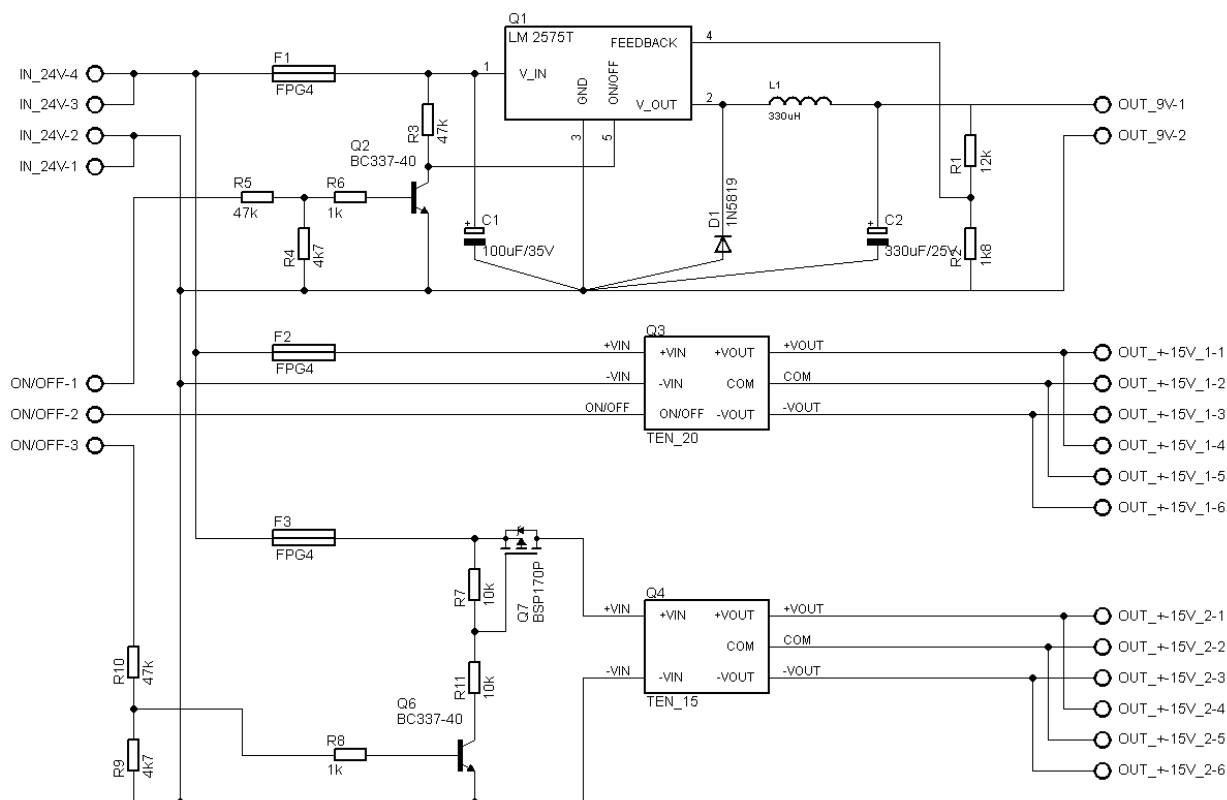 Q1
LM 2575T
V_IN
GND
ON/OFF
FEEDBACK
V_OUT
1
3
5
4
2
IN_24V-4
IN_24V-3
IN_24V-2
IN_24V-1
F1
FPG4
R3
47k
Q2
BC337-40
R5
47k
R6
1k
R4
4k7
+
C1
100uF/35V
D1
1N5819
L1
330uH
+
C2
330uF/25V
R1
12k
R2
1k8
OUT_9V-1
OUT_9V-2
F2
FPG4
ON/OFF-1
ON/OFF-2
ON/OFF-3
+VIN
-VIN
ON/OFF
Q3
+VIN
+VOUT
-VIN
COM
ON/OFF
-VOUT
TEN_20
+VOUT
COM
-VOUT
OUT_+-15V_1-1
OUT_+-15V_1-2
OUT_+-15V_1-3
OUT_+-15V_1-4
OUT_+-15V_1-5
OUT_+-15V_1-6
F3
FPG4
R7
10k
Q7
BSP170P
R11
10k
R10
47k
R9
4k7
R8
1k
Q6
BC337-40
+VIN
-VIN
Q4
+VIN
+VOUT
COM
-VIN
-VOUT
TEN_15
+VOUT
COM
-VOUT
OUT_+-15V_2-1
OUT_+-15V_2-2
OUT_+-15V_2-3
OUT_+-15V_2-4
OUT_+-15V_2-5
OUT_+-15V_2-6